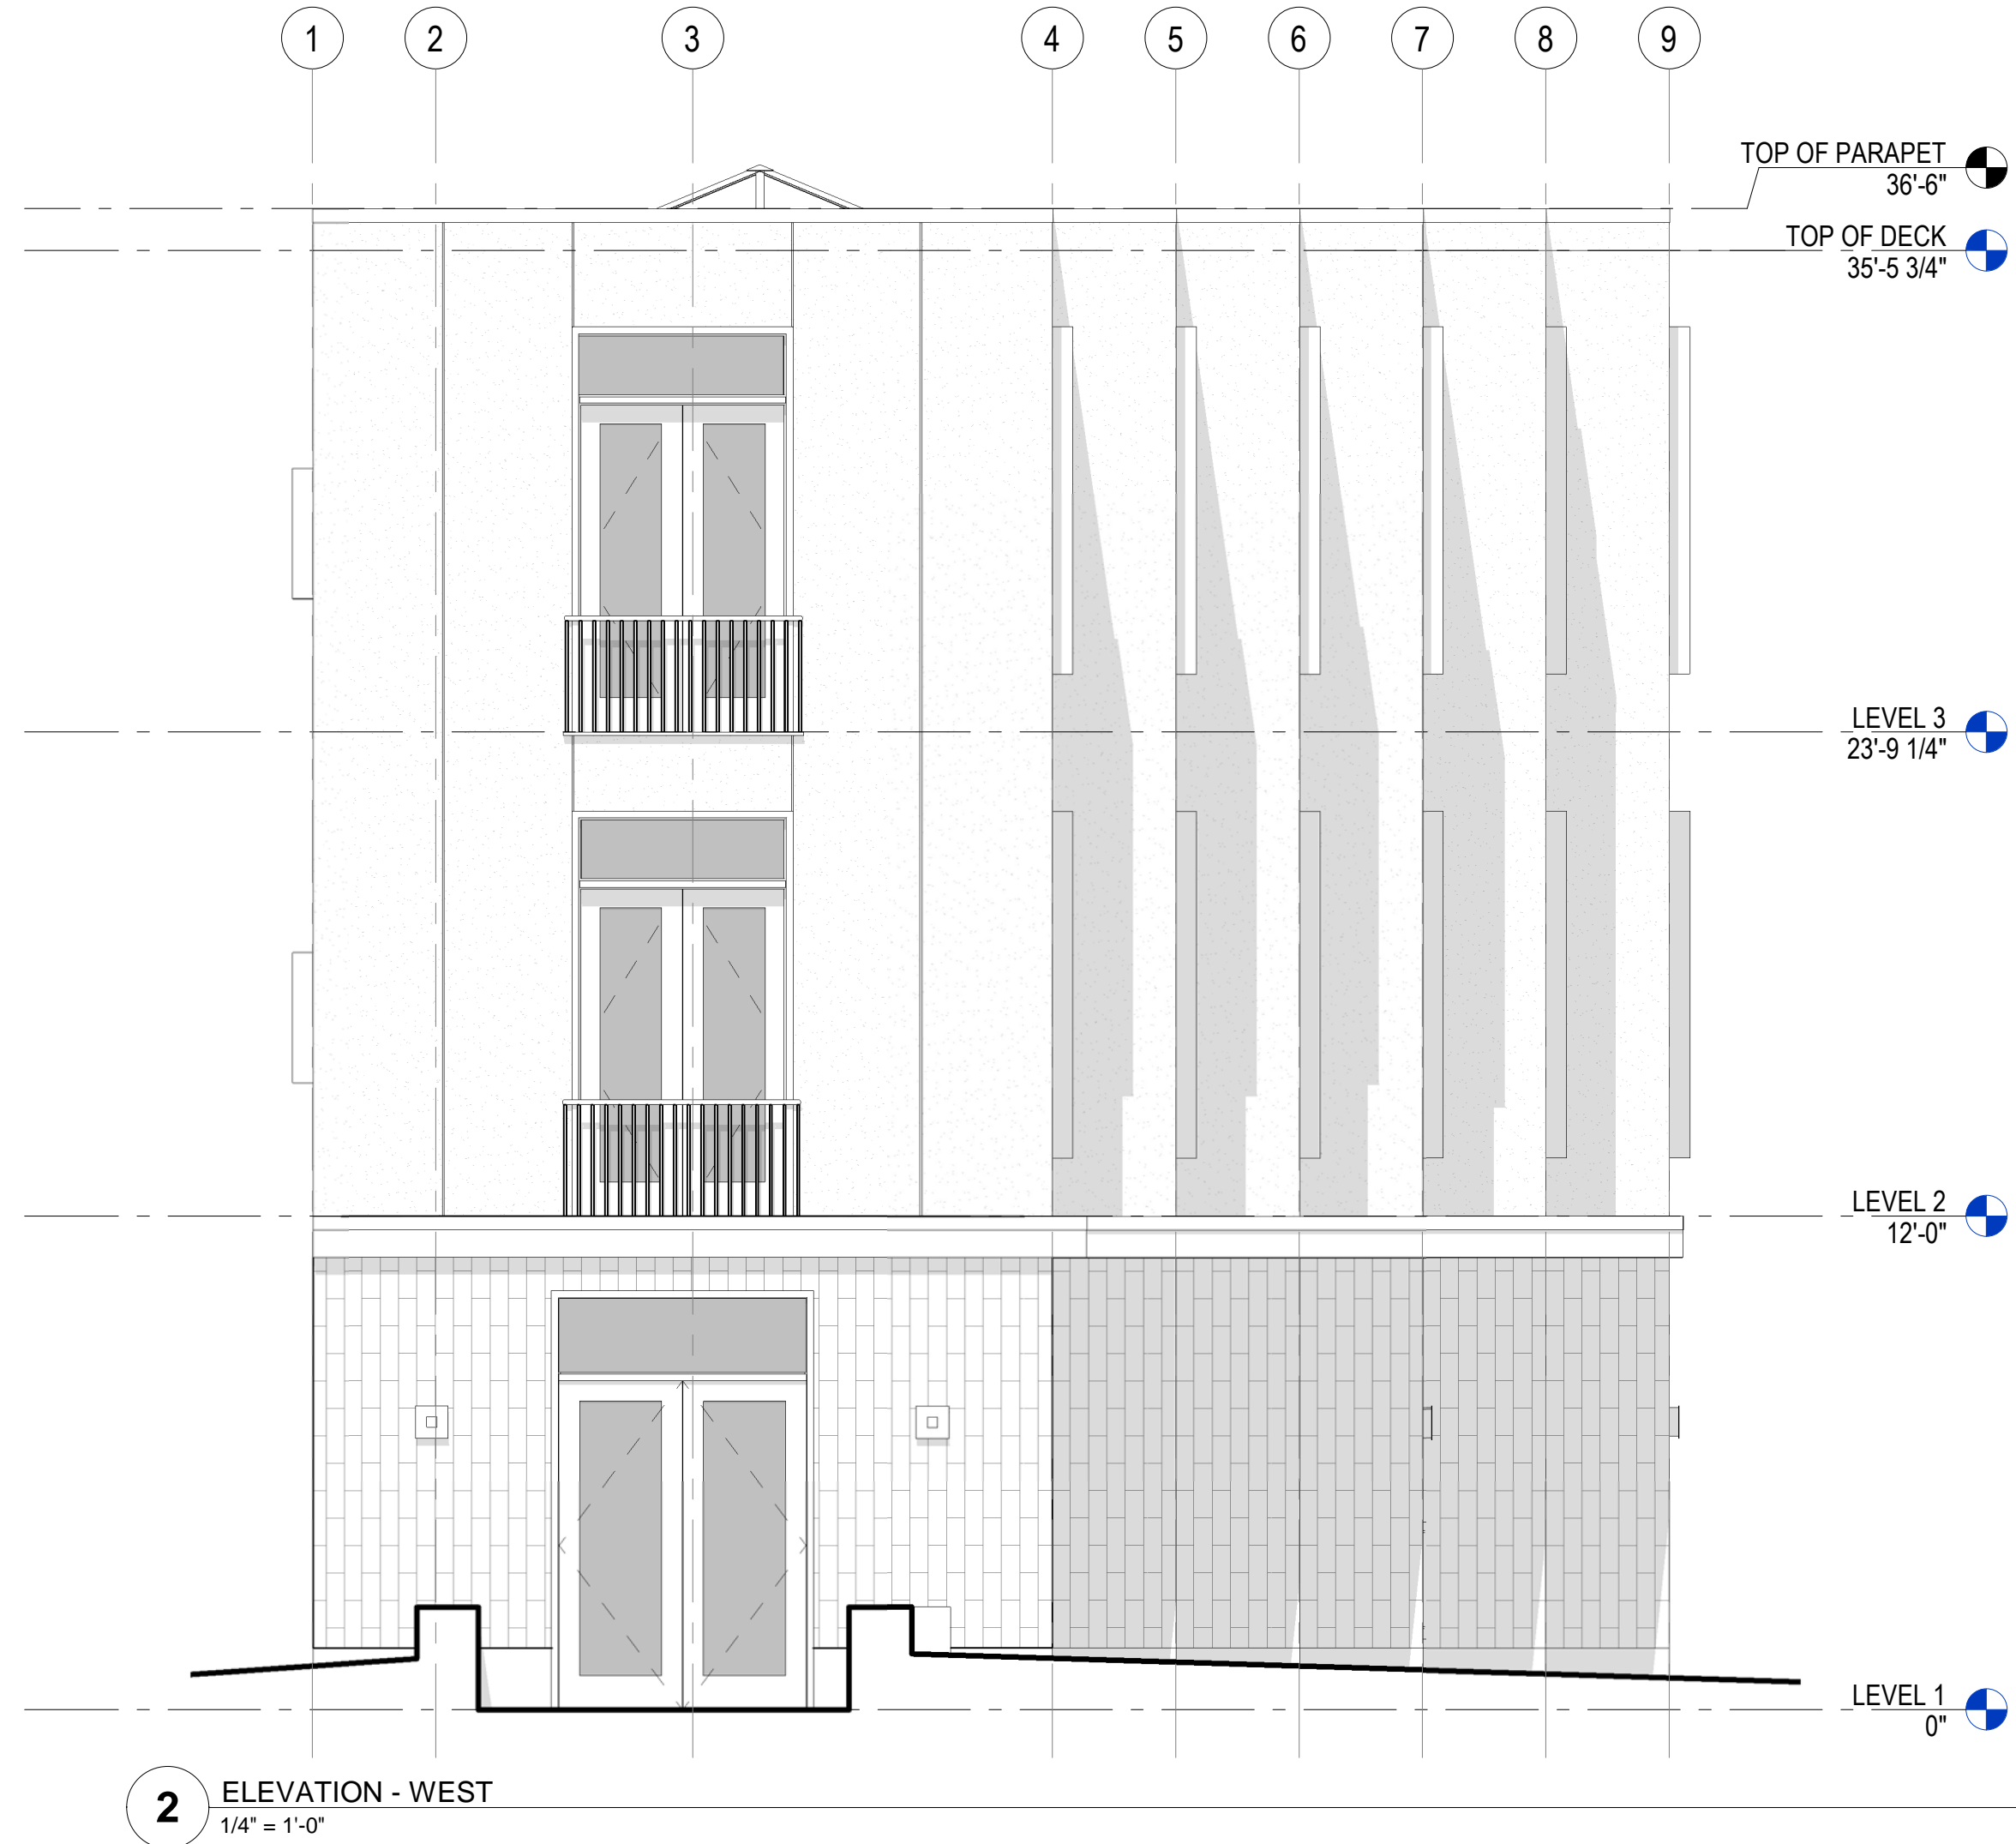 1 2 3 4 5 6 7 8 9
TOP OF PARAPET
36'-6"
TOP OF DECK
35'-5 3/4"
LEVEL 3
23'-9 1/4"
LEVEL 2
12'-0"
LEVEL 1
0"
2 ELEVATION - WEST
1/4" = 1'-0"